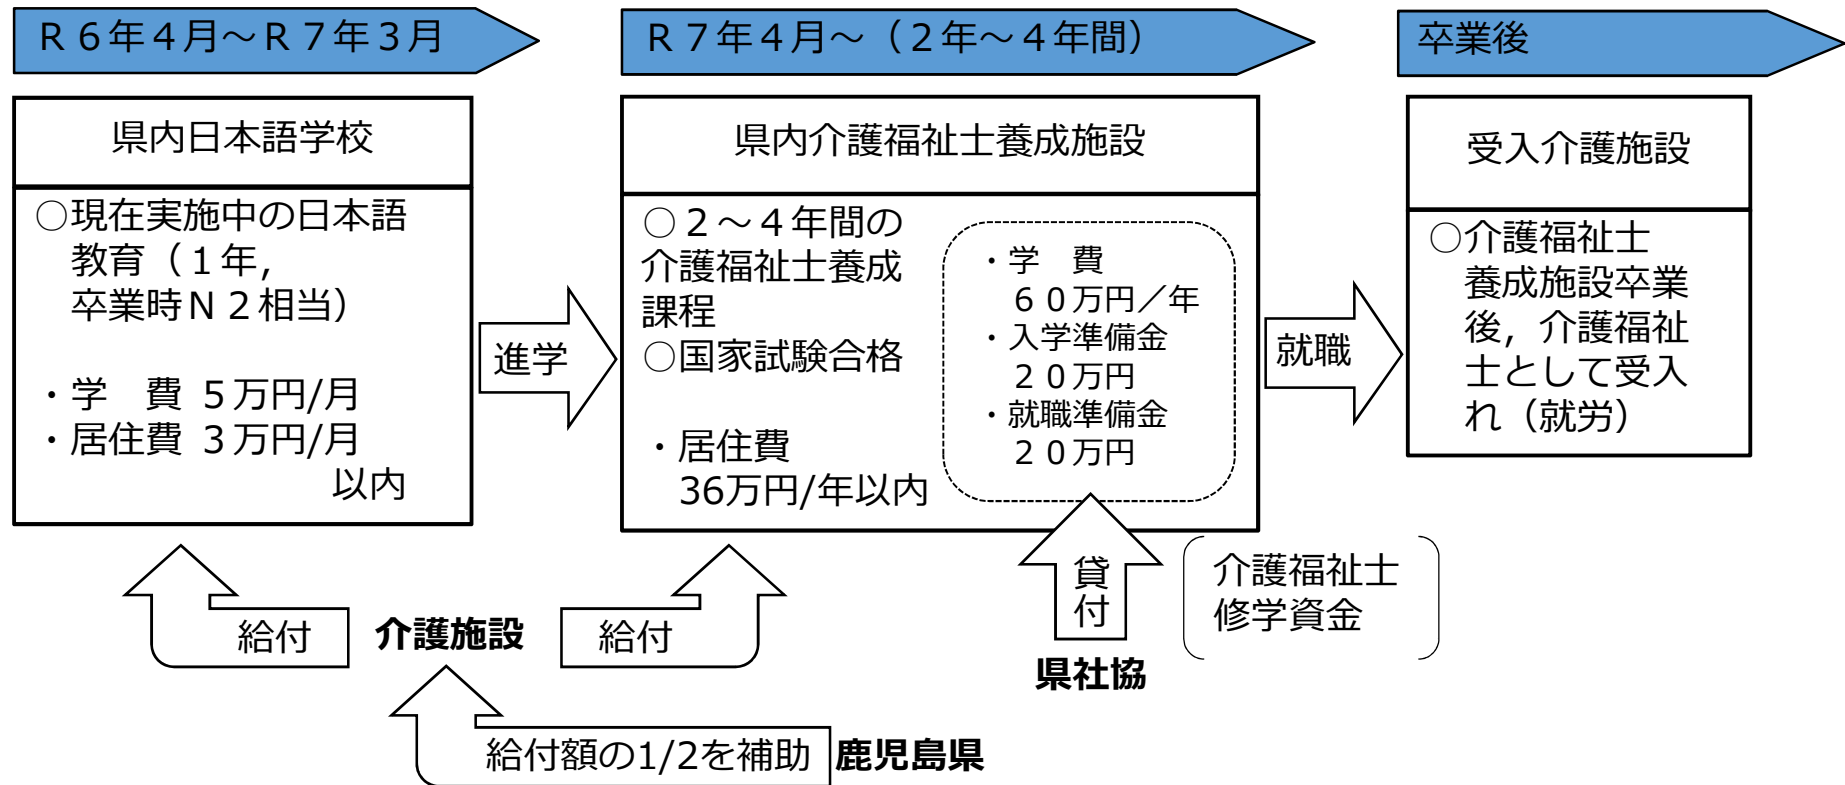 Ｒ６年４月～Ｒ７年３月
Ｒ７年４月～（２年～４年間）
卒業後
県内日本語学校
○現在実施中の日本語
教育（１年，
卒業時Ｎ２相当）
・学　費 ５万円/月
・居住費 ３万円/月
以内
進学
県内介護福祉士養成施設
○２～４年間の
介護福祉士養成
課程
○国家試験合格
・居住費
36万円/年以内
・学　費
６０万円／年
・入学準備金
２０万円
・就職準備金
２０万円
就職
受入介護施設
○介護福祉士
養成施設卒業
後，介護福祉
士として受入
れ（就労）
給付
介護施設
給付
貸付
介護福祉士
修学資金
県社協
給付額の1/2を補助
鹿児島県